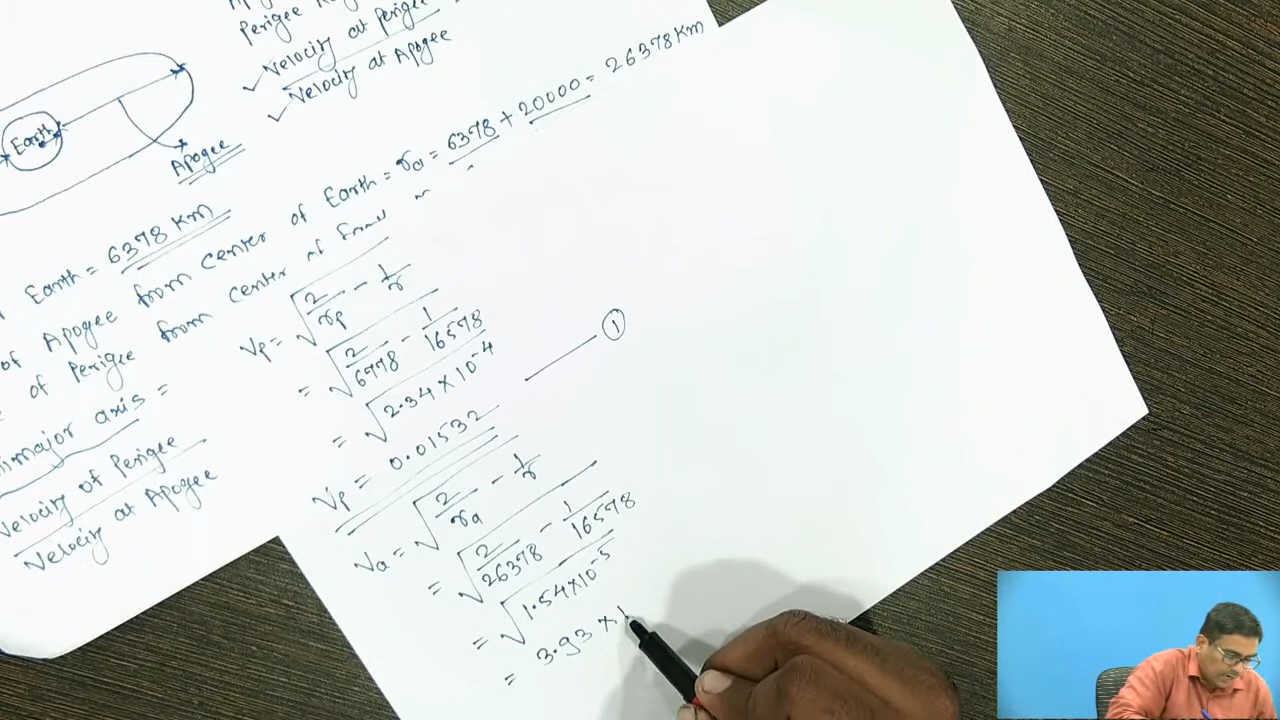 Perigee
✓ Velocity at Perigee
✓ Velocity at Apogee
Earth
Apogee
Earth = 6378 Km
of Apogee from center of Earth = ra = 6378 + 20000 = 26378 Km
of Perigee from center of
major axis =
Velocity of Perigee
Velocity at Apogee
Vp = √(2/rp - 1/r)
= √(2/6778 - 1/16578)
= √(2.34 × 10^-4)
Vp = 0.01532
①
Va = √(2/ra - 1/r)
= √(2/26378 - 1/16578)
= √(1.54×10^-5)
= 3.93 ×